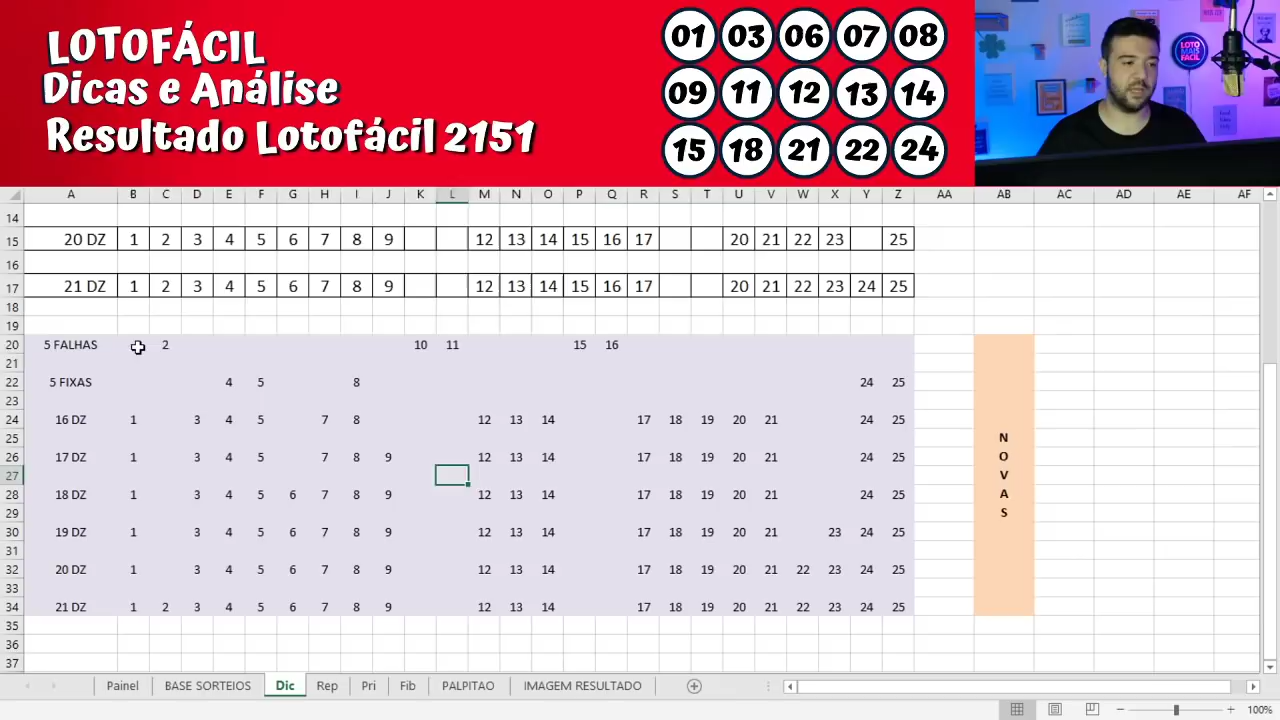 LOTOFÁCIL
Dicas e Análise
Resultado Lotofácil 2151
01 03 06 07 08
09 11 12 13 14
15 18 21 22 24
LOTO
MAIS
FÁCIL
A B C D E F G H I J K L M N O P Q R S T U V W X Y Z AA AB AC AD AE AF
14
15 20 DZ 1 2 3 4 5 6 7 8 9 12 13 14 15 16 17 20 21 22 23 25
16
17 21 DZ 1 2 3 4 5 6 7 8 9 12 13 14 15 16 17 20 21 22 23 24 25
18
19
20 5 FALHAS 2 10 11 15 16
21
22 5 FIXAS 4 5 8 24 25
23
24 16 DZ 1 3 4 5 7 8 12 13 14 17 18 19 20 21 24 25
25 N
26 17 DZ 1 3 4 5 7 8 9 12 13 14 17 18 19 20 21 24 25 O
27 V
28 18 DZ 1 3 4 5 6 7 8 9 12 13 14 17 18 19 20 21 24 25 A
29 S
30 19 DZ 1 3 4 5 6 7 8 9 12 13 14 17 18 19 20 21 23 24 25
31
32 20 DZ 1 3 4 5 6 7 8 9 12 13 14 17 18 19 20 21 22 23 24 25
33
34 21 DZ 1 2 3 4 5 6 7 8 9 12 13 14 17 18 19 20 21 22 23 24 25
35
36
37
Painel BASE SORTEIOS Dic Rep Pri Fib PALPITAO IMAGEM RESULTADO
100%